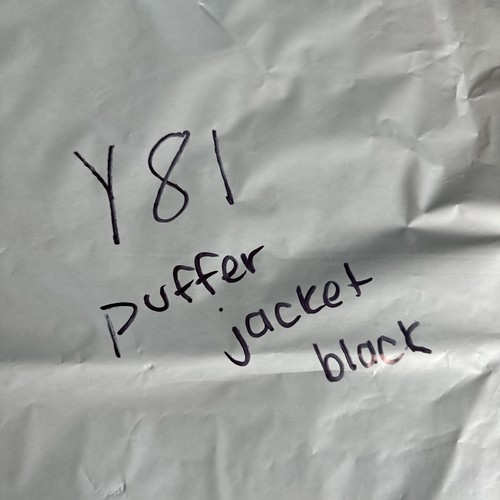 Y81
puffer
jacket
black